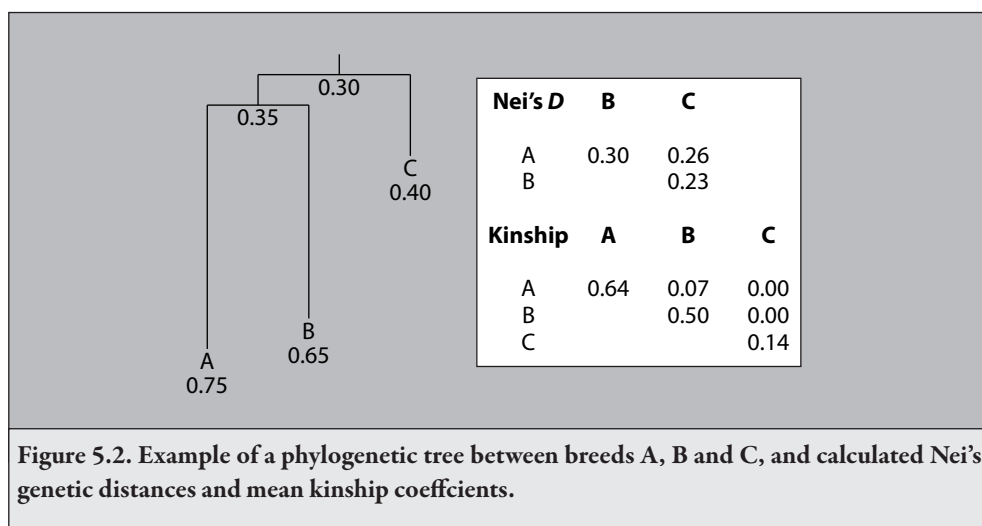 0.30
0.35
C
0.40
B
0.65
A
0.75
Nei's D B C
A 0.30 0.26
B 0.23
Kinship A B C
A 0.64 0.07 0.00
B 0.50 0.00
C 0.14
Figure 5.2. Example of a phylogenetic tree between breeds A, B and C, and calculated Nei's
genetic distances and mean kinship coeffcients.